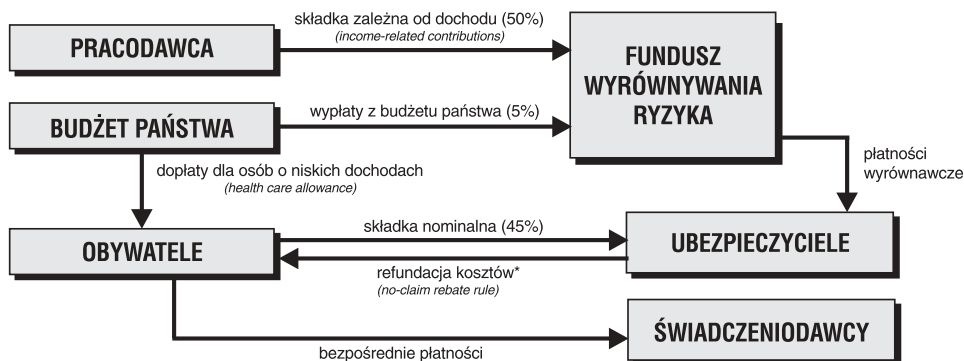 składka zależna od dochodu (50%)
(income-related contributions)
PRACODAWCA
FUNDUSZ
WYRÓWNYWANIA
RYZYKA
wypłaty z budżetu państwa (5%)
BUDŻET PAŃSTWA
płatności
wyrównawcze
dopłaty dla osób o niskich dochodach
(health care allowance)
składka nominalna (45%)
OBYWATELE
UBEZPIECZYCIELE
refundacja kosztów*
(no-claim rebate rule)
ŚWIADCZENIODAWCY
bezpośrednie płatności